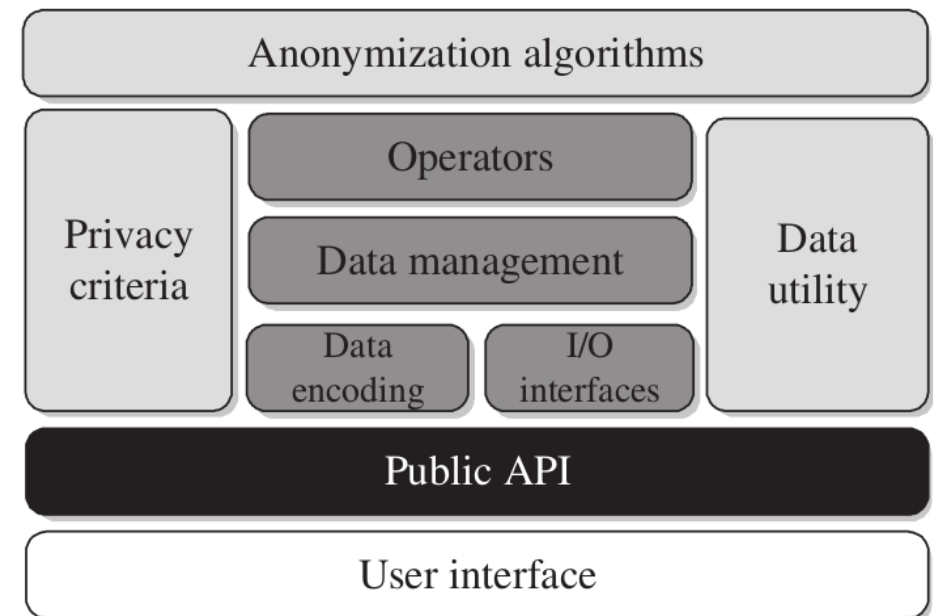 Anonymization algorithms
Privacy
criteria
Operators
Data management
Data
encoding
I/O
interfaces
Data
utility
Public API
User interface